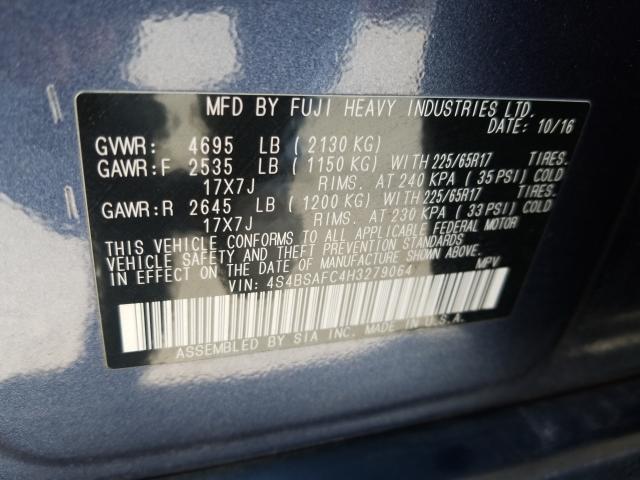 MFD BY FUJI HEAVY INDUSTRIES LTD.
DATE: 10/16
GVWR: 4695 LB ( 2130 KG)
GAWR:F 2535 LB ( 1150 KG) WITH 225/65R17 TIRES.
17X7J RIMS. AT 240 KPA ( 35 PSI) COLD
GAWR:R 2645 LB ( 1200 KG) WITH 225/65R17 TIRES.
17X7J RIMS. AT 230 KPA ( 33 PSI) COLD
THIS VEHICLE CONFORMS TO ALL APPLICABLE FEDERAL MOTOR
VEHICLE SAFETY AND THEFT PREVENTION STANDARDS
IN EFFECT ON THE DATE OF MANUFACTURE SHOWN ABOVE.
VIN: 4S4BSAFC4H3279064 MPV
ASSEMBLED BY SIA INC. MADE IN U.S.A.